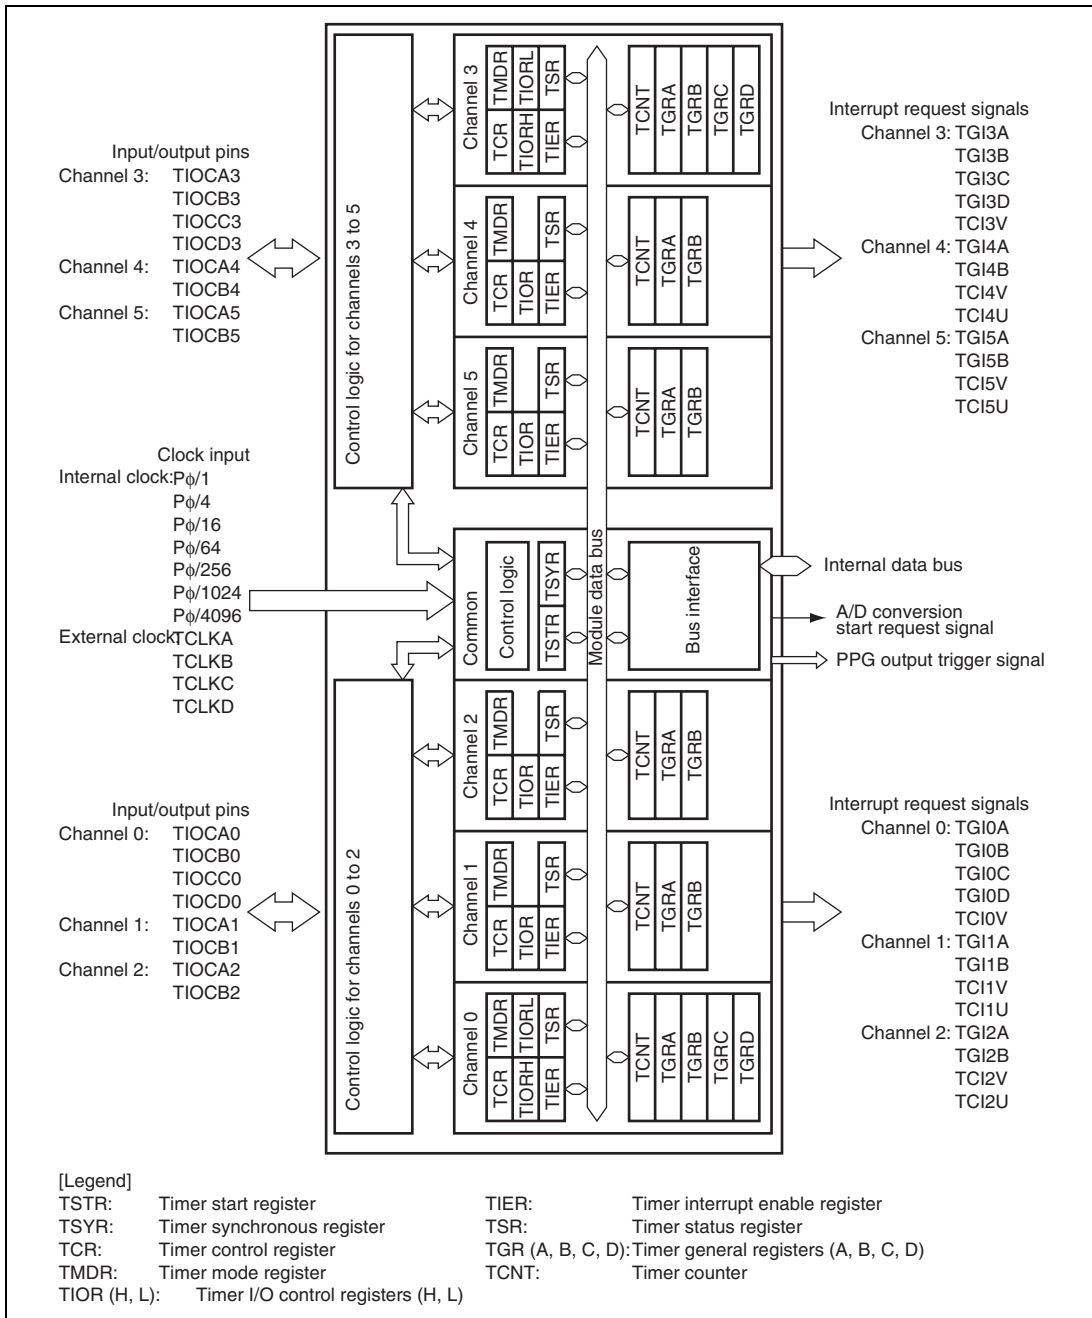 Input/output pins
Channel 3: TIOCA3
TIOCB3
TIOCC3
TIOCD3
Channel 4: TIOCA4
TIOCB4
Channel 5: TIOCA5
TIOCB5
Clock input
Internal clock: Pϕ/1
Pϕ/4
Pϕ/16
Pϕ/64
Pϕ/256
Pϕ/1024
Pϕ/4096
External clock: TCLKA
TCLKB
TCLKC
TCLKD
Input/output pins
Channel 0: TIOCA0
TIOCB0
TIOCC0
TIOCD0
Channel 1: TIOCA1
TIOCB1
Channel 2: TIOCA2
TIOCB2
Control logic for channels 3 to 5
Control logic for channels 0 to 2
Channel 3
TCR TMDR
TIORH TIORL
TIER TSR
TCNT
TGRA
TGRB
TGRC
TGRD
Channel 4
TCR TMDR
TIOR
TIER TSR
TCNT
TGRA
TGRB
Channel 5
TCR TMDR
TIOR
TIER TSR
TCNT
TGRA
TGRB
Common
Control logic
TSTR TSYR
Module data bus
Bus interface
Channel 2
TCR TMDR
TIOR
TIER TSR
TCNT
TGRA
TGRB
Channel 1
TCR TMDR
TIOR
TIER TSR
TCNT
TGRA
TGRB
Channel 0
TCR TMDR
TIORH TIORL
TIER TSR
TCNT
TGRA
TGRB
TGRC
TGRD
Interrupt request signals
Channel 3: TGI3A
TGI3B
TGI3C
TGI3D
TCI3V
Channel 4: TGI4A
TGI4B
TCI4V
TCI4U
Channel 5: TGI5A
TGI5B
TCI5V
TCI5U
Internal data bus
A/D conversion
start request signal
PPG output trigger signal
Interrupt request signals
Channel 0: TGI0A
TGI0B
TGI0C
TGI0D
TCI0V
Channel 1: TGI1A
TGI1B
TCI1V
TCI1U
Channel 2: TGI2A
TGI2B
TCI2V
TCI2U
[Legend]
TSTR: Timer start register
TSYR: Timer synchronous register
TCR: Timer control register
TMDR: Timer mode register
TIOR (H, L): Timer I/O control registers (H, L)
TIER: Timer interrupt enable register
TSR: Timer status register
TGR (A, B, C, D): Timer general registers (A, B, C, D)
TCNT: Timer counter